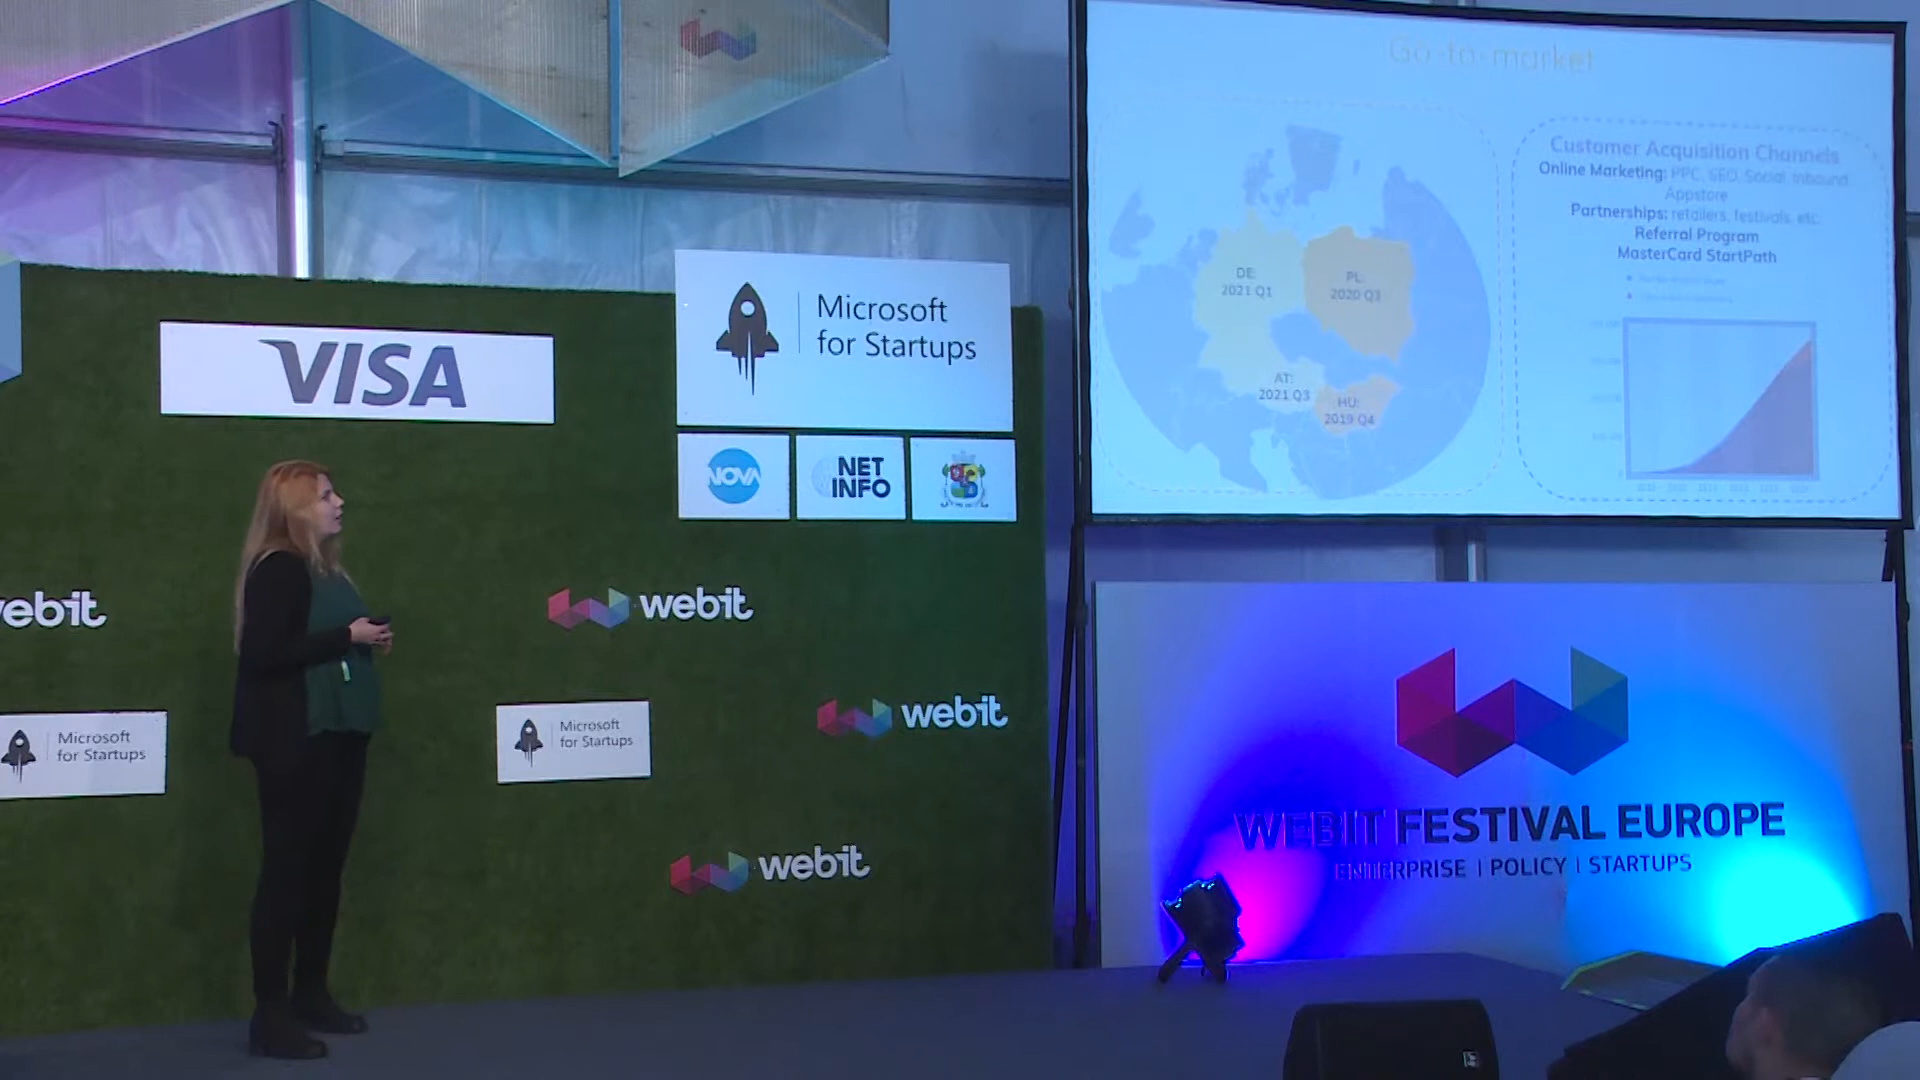 Go-to-market
Customer Acquisition Channels
Online Marketing: PPC, SEO, Social, Inbound,
Appstore
Partnerships: retailers, festivals, etc.
Referral Program
MasterCard StartPath
DE:
2021 Q1
PL:
2020 Q3
AT:
2021 Q3
HU:
2019 Q4
VISA
Microsoft
for Startups
NOVA
NET
INFO
ebit
webit
webit
webit
Microsoft
for Startups
Microsoft
for Startups
WEBIT FESTIVAL EUROPE
ENTERPRISE | POLICY | STARTUPS